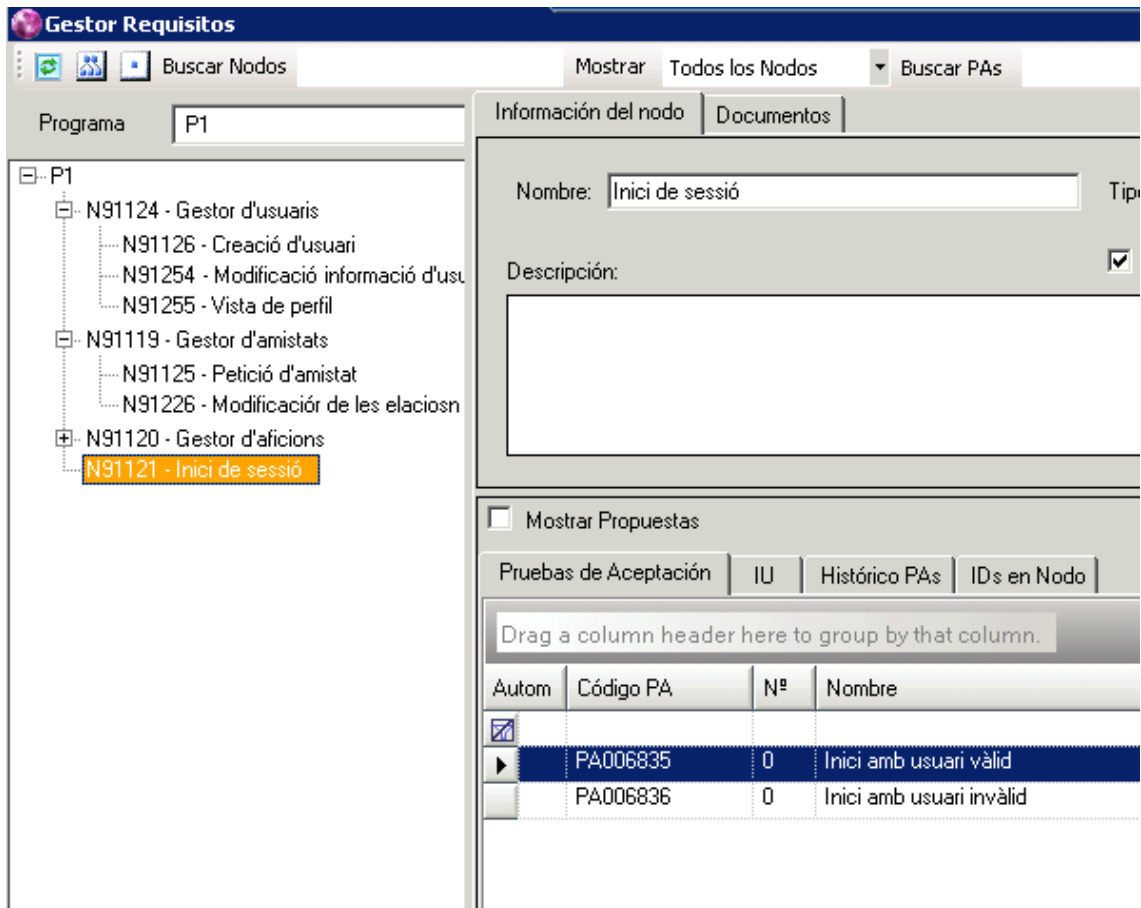 Gestor Requisitos
Buscar Nodos Mostrar Todos los Nodos Buscar PAs
Programa P1
Información del nodo Documentos
P1
N91124 - Gestor d'usuaris
N91126 - Creació d'usuari
N91254 - Modificació informació d'usu
N91255 - Vista de perfil
N91119 - Gestor d'amistats
N91125 - Petició d'amistat
N91226 - Modificaciór de les elaciosn
N91120 - Gestor d'aficions
N91121 - Inici de sessió
Nombre: Inici de sessió Tipo
Descripción:
Mostrar Propuestas
Pruebas de Aceptación IU Histórico PAs IDs en Nodo
Drag a column header here to group by that column.
Autom Código PA Nº Nombre
PA006835 0 Inici amb usuari vàlid
PA006836 0 Inici amb usuari invàlid